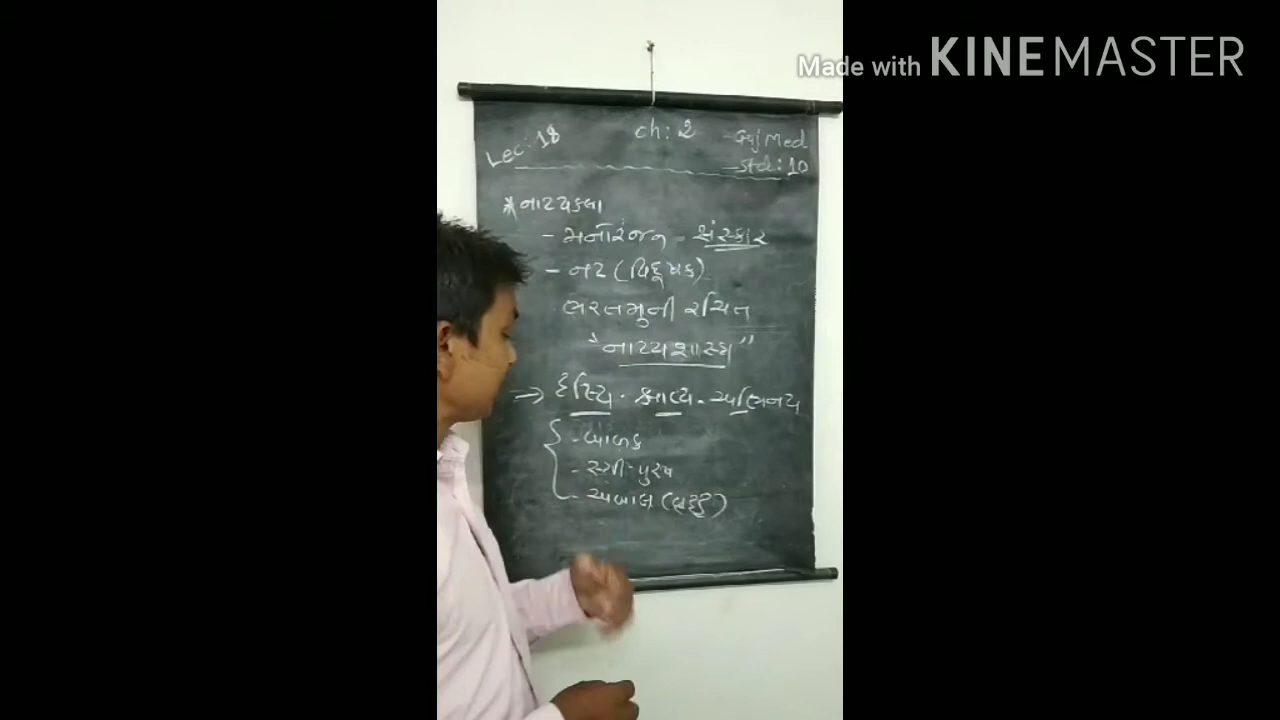 Made with KINEMASTER
Lec: 18 ch: 2 Guj Med
Std: 10
* નાટ્યકલા
- મનોરંજન - સંસ્કાર
- નટ (વિદૂષક)
ભરતમુની રચિત
"નાટ્યશાસ્ત્ર"
→ શ્રાવ્ય - અભિનય
- બાળક
- સ્ત્રી-પુરુષ
- અબાલ